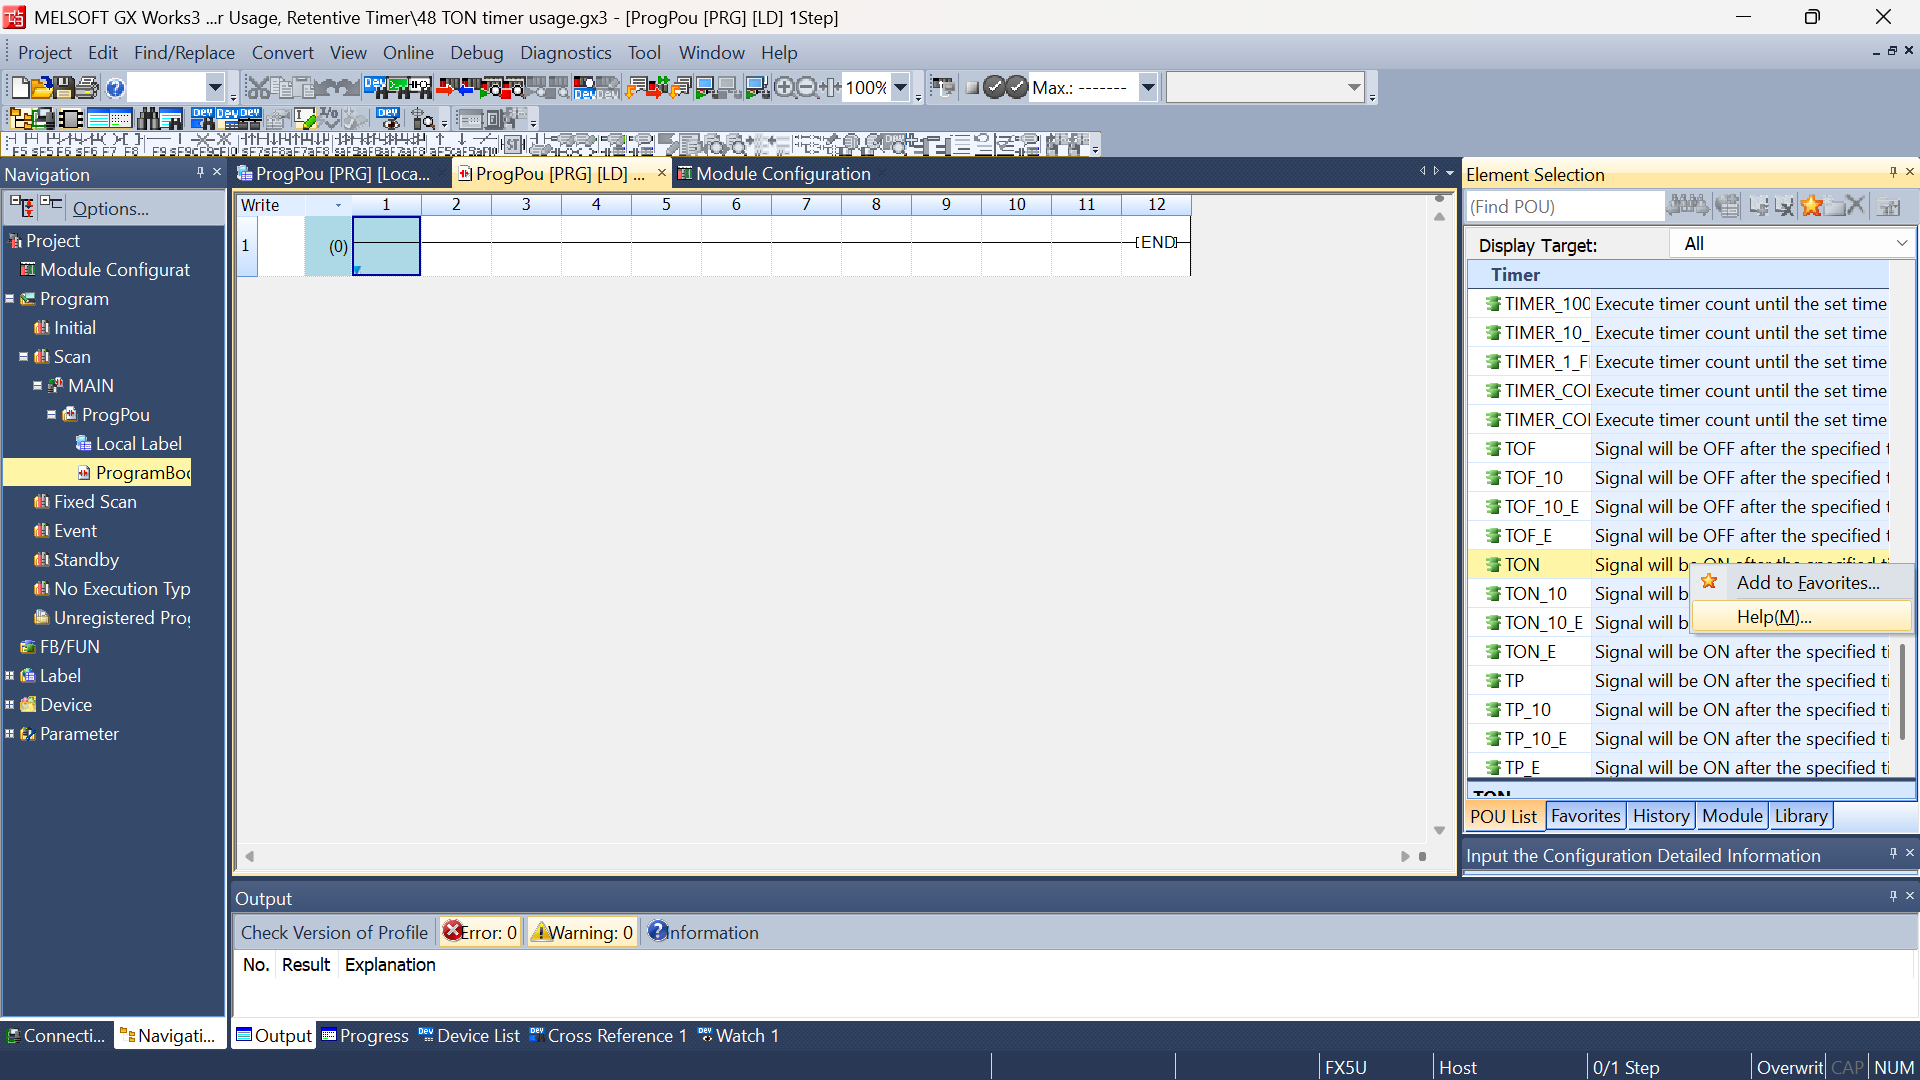 MELSOFT GX Works3 ...r Usage, Retentive Timer\48 TON timer usage.gx3 - [ProgPou [PRG] [LD] 1Step]
Project Edit Find/Replace Convert View Online Debug Diagnostics Tool Window Help
100% Max.: -------
Navigation
Options...
Project
Module Configurat
Program
Initial
Scan
MAIN
ProgPou
Local Label
ProgramBo
Fixed Scan
Event
Standby
No Execution Typ
Unregistered Pro
FB/FUN
Label
Device
Parameter
Connecti... Navigati...
ProgPou [PRG] [Loca... ProgPou [PRG] [LD] ... Module Configuration
Write 1 2 3 4 5 6 7 8 9 10 11 12
1 (0) [END]
Element Selection
(Find POU)
Display Target: All
Timer
TIMER_100 Execute timer count until the set time
TIMER_10_ Execute timer count until the set time
TIMER_1_F Execute timer count until the set time
TIMER_CO Execute timer count until the set time
TIMER_CO Execute timer count until the set time
TOF Signal will be OFF after the specified t
TOF_10 Signal will be OFF after the specified t
TOF_10_E Signal will be OFF after the specified t
TOF_E Signal will be OFF after the specified t
TON Signal will be ON after the specified ti
Add to Favorites...
TON_10 Signal will b
Help(M)...
TON_10_E Signal will b
TON_E Signal will be ON after the specified ti
TP Signal will be ON after the specified ti
TP_10 Signal will be ON after the specified ti
TP_10_E Signal will be ON after the specified ti
TP_E Signal will be ON after the specified ti
TON
POU List Favorites History Module Library
Input the Configuration Detailed Information
Output
Check Version of Profile Error: 0 Warning: 0 Information
No. Result Explanation
Output Progress Device List Cross Reference 1 Watch 1
FX5U Host 0/1 Step Overwrit CAP NUM